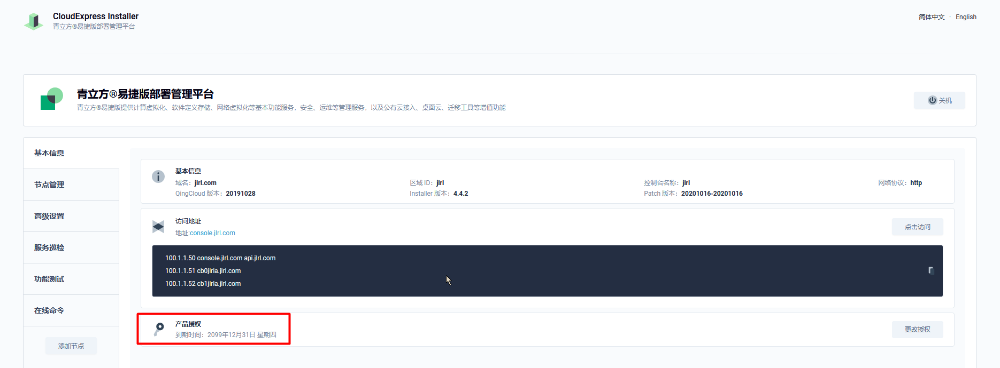 CloudExpress Installer
青立方®易捷版部署管理平台
简体中文 · English
青立方®易捷版部署管理平台
青立方®易捷版提供计算虚拟化、软件定义存储、网络虚拟化等基本功能服务，安全、运维等管理服务，以及公有云接入、桌面云、迁移工具等增值功能
关机
基本信息
节点管理
高级设置
服务巡检
功能测试
在线命令
添加节点
基本信息
域名：jlrl.com 区域 ID：jlrl 控制台名称：jlrl 网络协议：http
QingCloud 版本：20191028 Installer 版本：4.4.2 Patch 版本：20201016-20201016
访问地址
地址:console.jlrl.com
点击访问
100.1.1.50 console.jlrl.com api.jlrl.com
100.1.1.51 cb0jlrla.jlrl.com
100.1.1.52 cb1jlrla.jlrl.com
产品授权
到期时间：2099年12月31日 星期四
更改授权